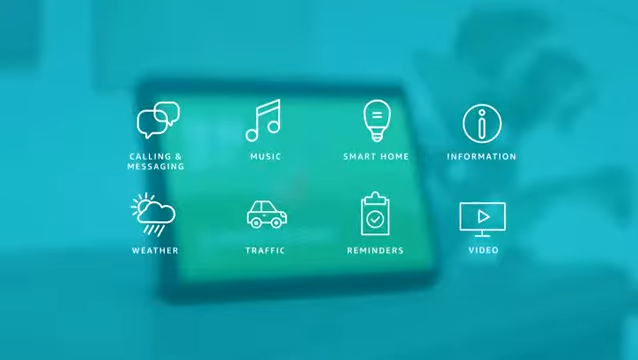 CALLING &
MESSAGING
MUSIC
SMART HOME
INFORMATION
WEATHER
TRAFFIC
REMINDERS
VIDEO